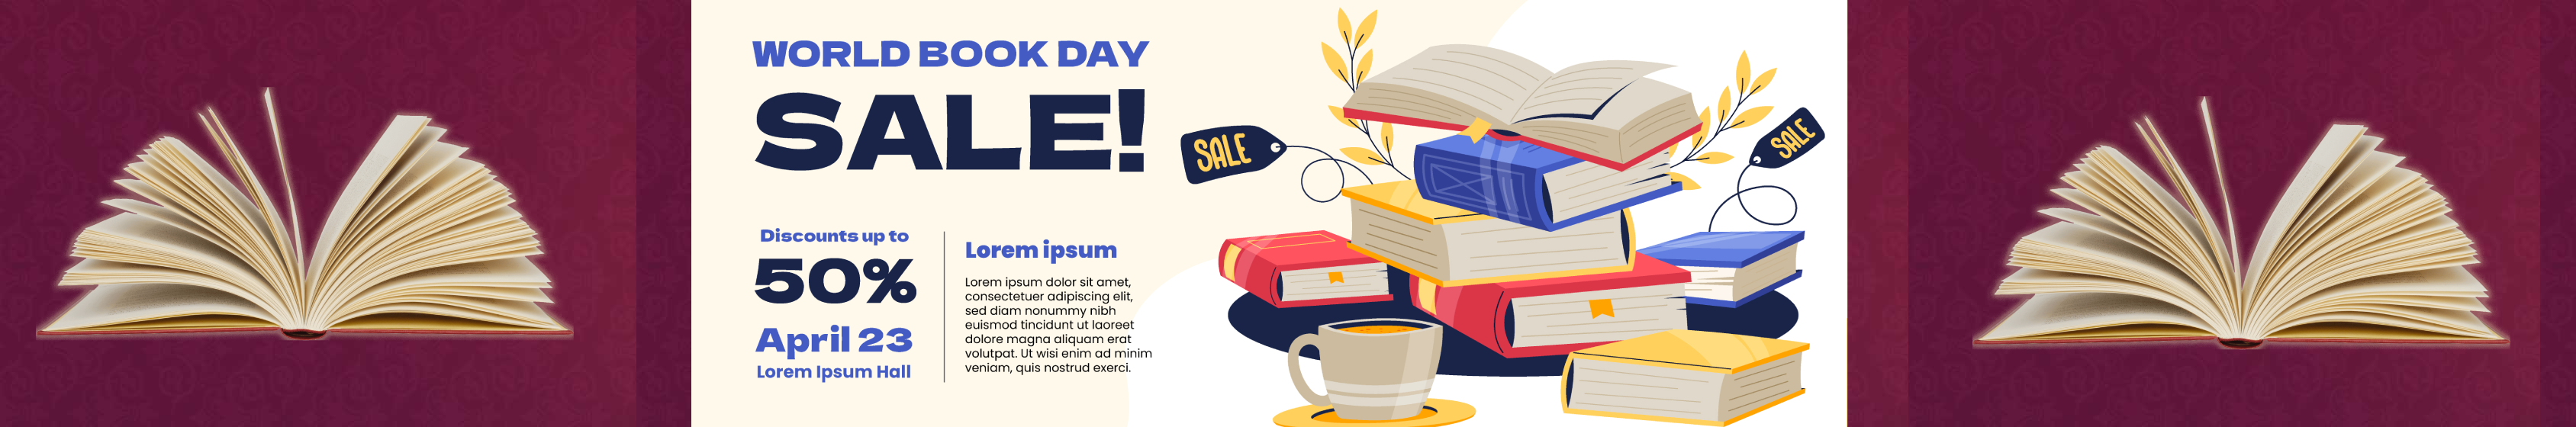 WORLD BOOK DAY
SALE!
Discounts up to
50%
April 23
Lorem Ipsum Hall
Lorem ipsum
Lorem ipsum dolor sit amet,
consectetuer adipiscing elit,
sed diam nonummy nibh
euismod tincidunt ut laoreet
dolore magna aliquam erat
volutpat. Ut wisi enim ad minim
veniam, quis nostrud exerci.
SALE
SALE